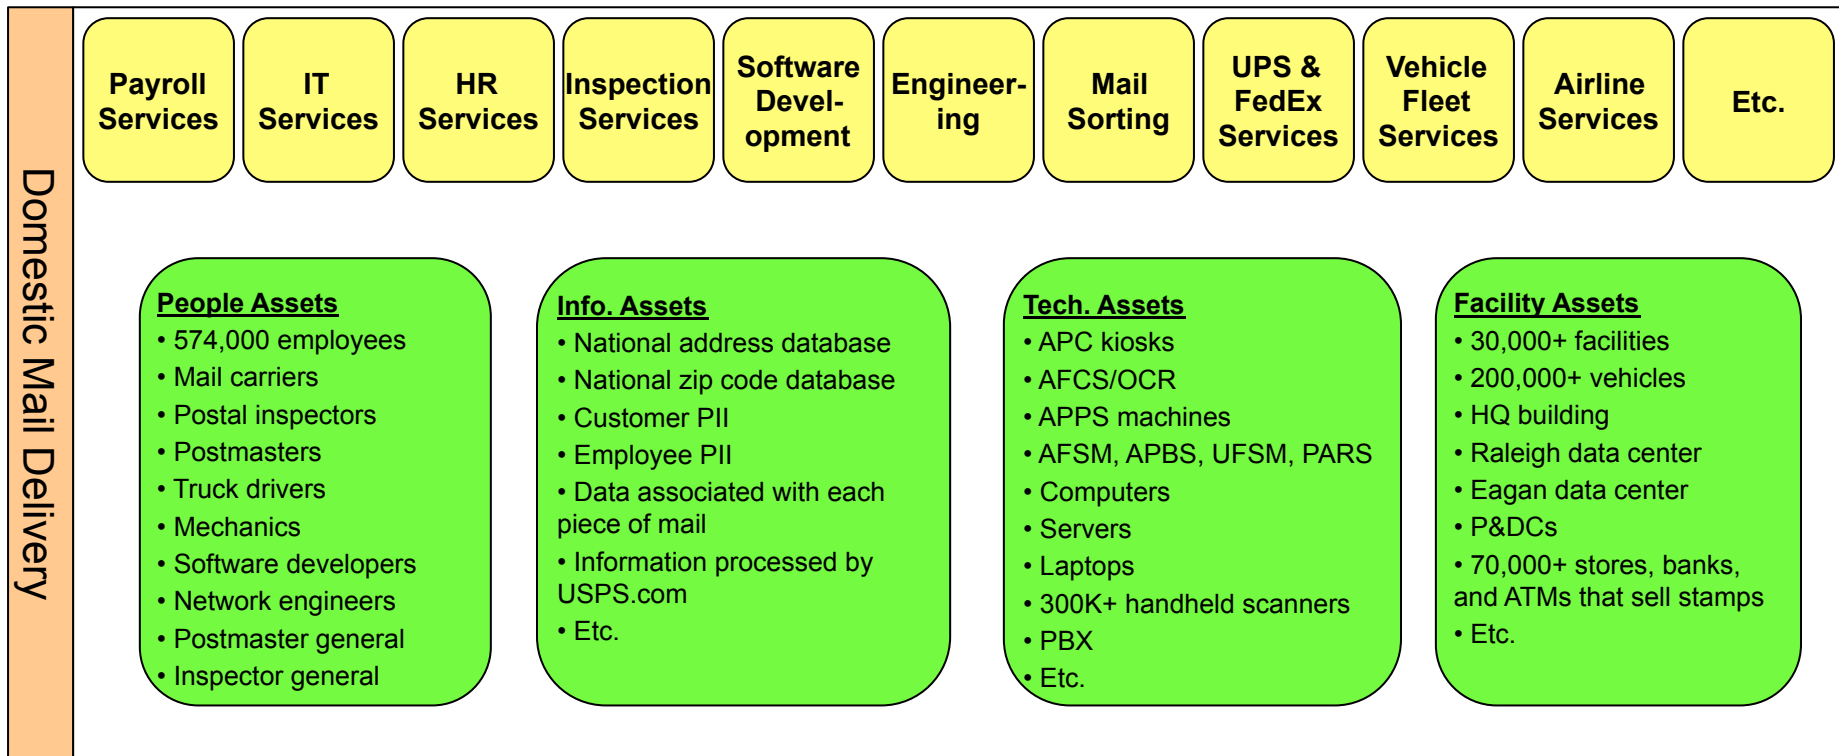 Domestic Mail Delivery
Payroll
Services
IT
Services
HR
Services
Inspection
Services
Software
Devel-
opment
Engineer-
ing
Mail
Sorting
UPS &
FedEx
Services
Vehicle
Fleet
Services
Airline
Services
Etc.
People Assets
• 574,000 employees
• Mail carriers
• Postal inspectors
• Postmasters
• Truck drivers
• Mechanics
• Software developers
• Network engineers
• Postmaster general
• Inspector general
Info. Assets
• National address database
• National zip code database
• Customer PII
• Employee PII
• Data associated with each
piece of mail
• Information processed by
USPS.com
• Etc.
Tech. Assets
• APC kiosks
• AFCS/OCR
• APPS machines
• AFSM, APBS, UFSM, PARS
• Computers
• Servers
• Laptops
• 300K+ handheld scanners
• PBX
• Etc.
Facility Assets
• 30,000+ facilities
• 200,000+ vehicles
• HQ building
• Raleigh data center
• Eagan data center
• P&DCs
• 70,000+ stores, banks,
and ATMs that sell stamps
• Etc.